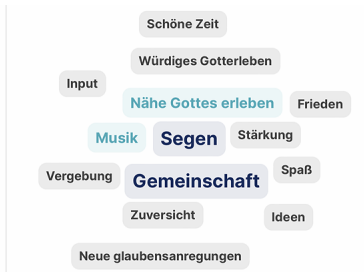 Schöne Zeit
Würdiges Gotterleben
Input
Nähe Gottes erleben
Frieden
Musik
Segen
Stärkung
Vergebung
Gemeinschaft
Spaß
Zuversicht
Ideen
Neue glaubensanregungen